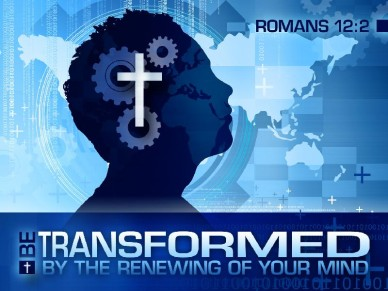 ROMANS 12:2
BE TRANSFORMED
BY THE RENEWING OF YOUR MIND